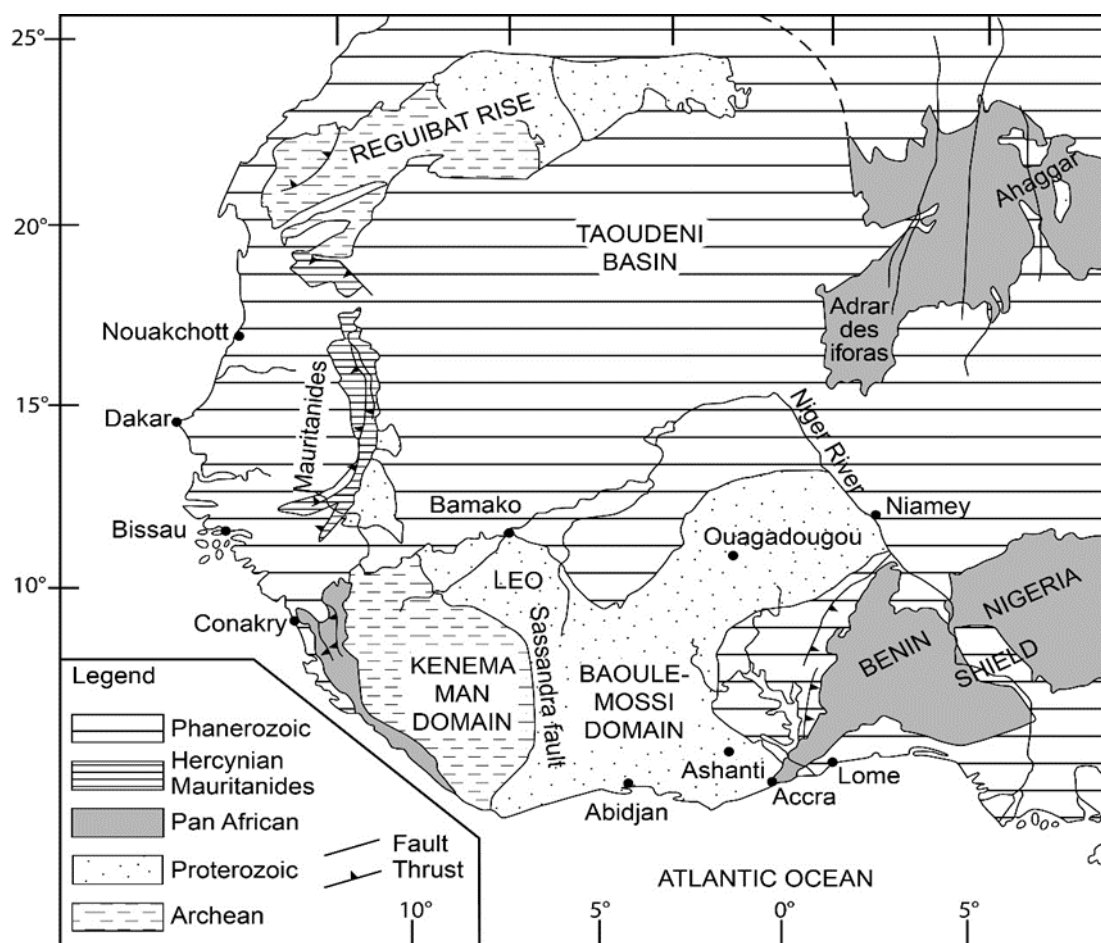 25°
REGUIBAT RISE
Ahaggar
20°
TAOUDENI
BASIN
Adrar
des
iforas
Nouakchott
15°
Dakar
Mauritanides
Niger River
Bamako
Niamey
Bissau
Ouagadougou
10°
LEO
NIGERIA
Conakry
Sassandra fault
BENIN
SHIELD
KENEMA
MAN
DOMAIN
BAOULE-
MOSSI
DOMAIN
Ashanti
Lome
Accra
Abidjan
Legend
Phanerozoic
Hercynian
Mauritanides
Pan African
Proterozoic
Archean
Fault
Thrust
ATLANTIC OCEAN
10°
5°
0°
5°